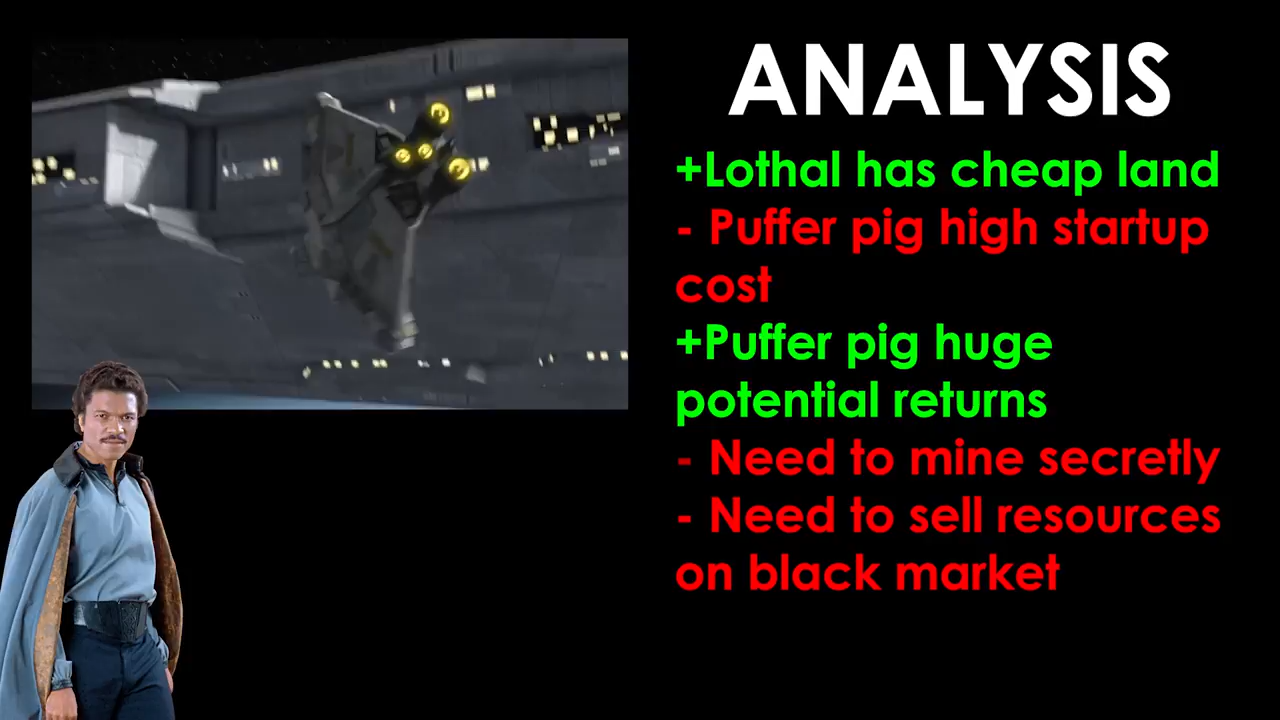 ANALYSIS
+Lothal has cheap land
- Puffer pig high startup
cost
+Puffer pig huge
potential returns
- Need to mine secretly
- Need to sell resources
on black market